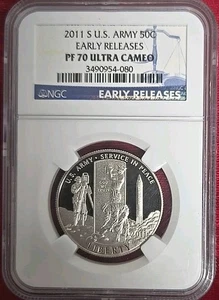 2011 S U.S. ARMY 50C
EARLY RELEASES
PF 70 ULTRA CAMEO
3490954-080
NGC
EARLY RELEASES
U.S. ARMY • SERVICE IN PEACE
LIBERTY